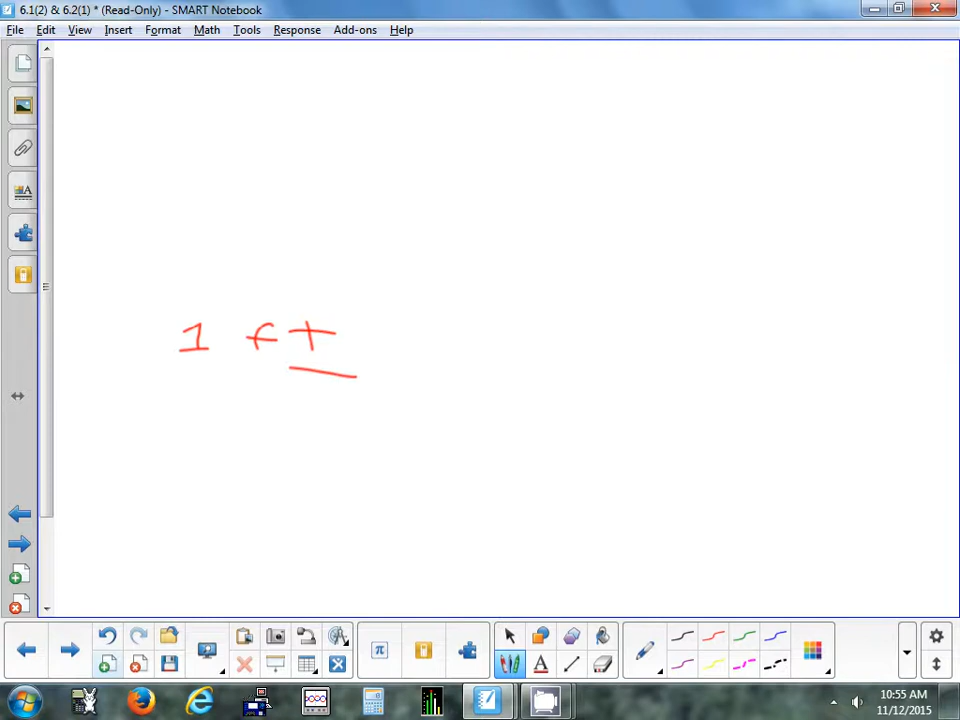 6.1(2) & 6.2(1) * (Read-Only) - SMART Notebook
File Edit View Insert Format Math Tools Response Add-ons Help
1 ft
10:55 AM
11/12/2015